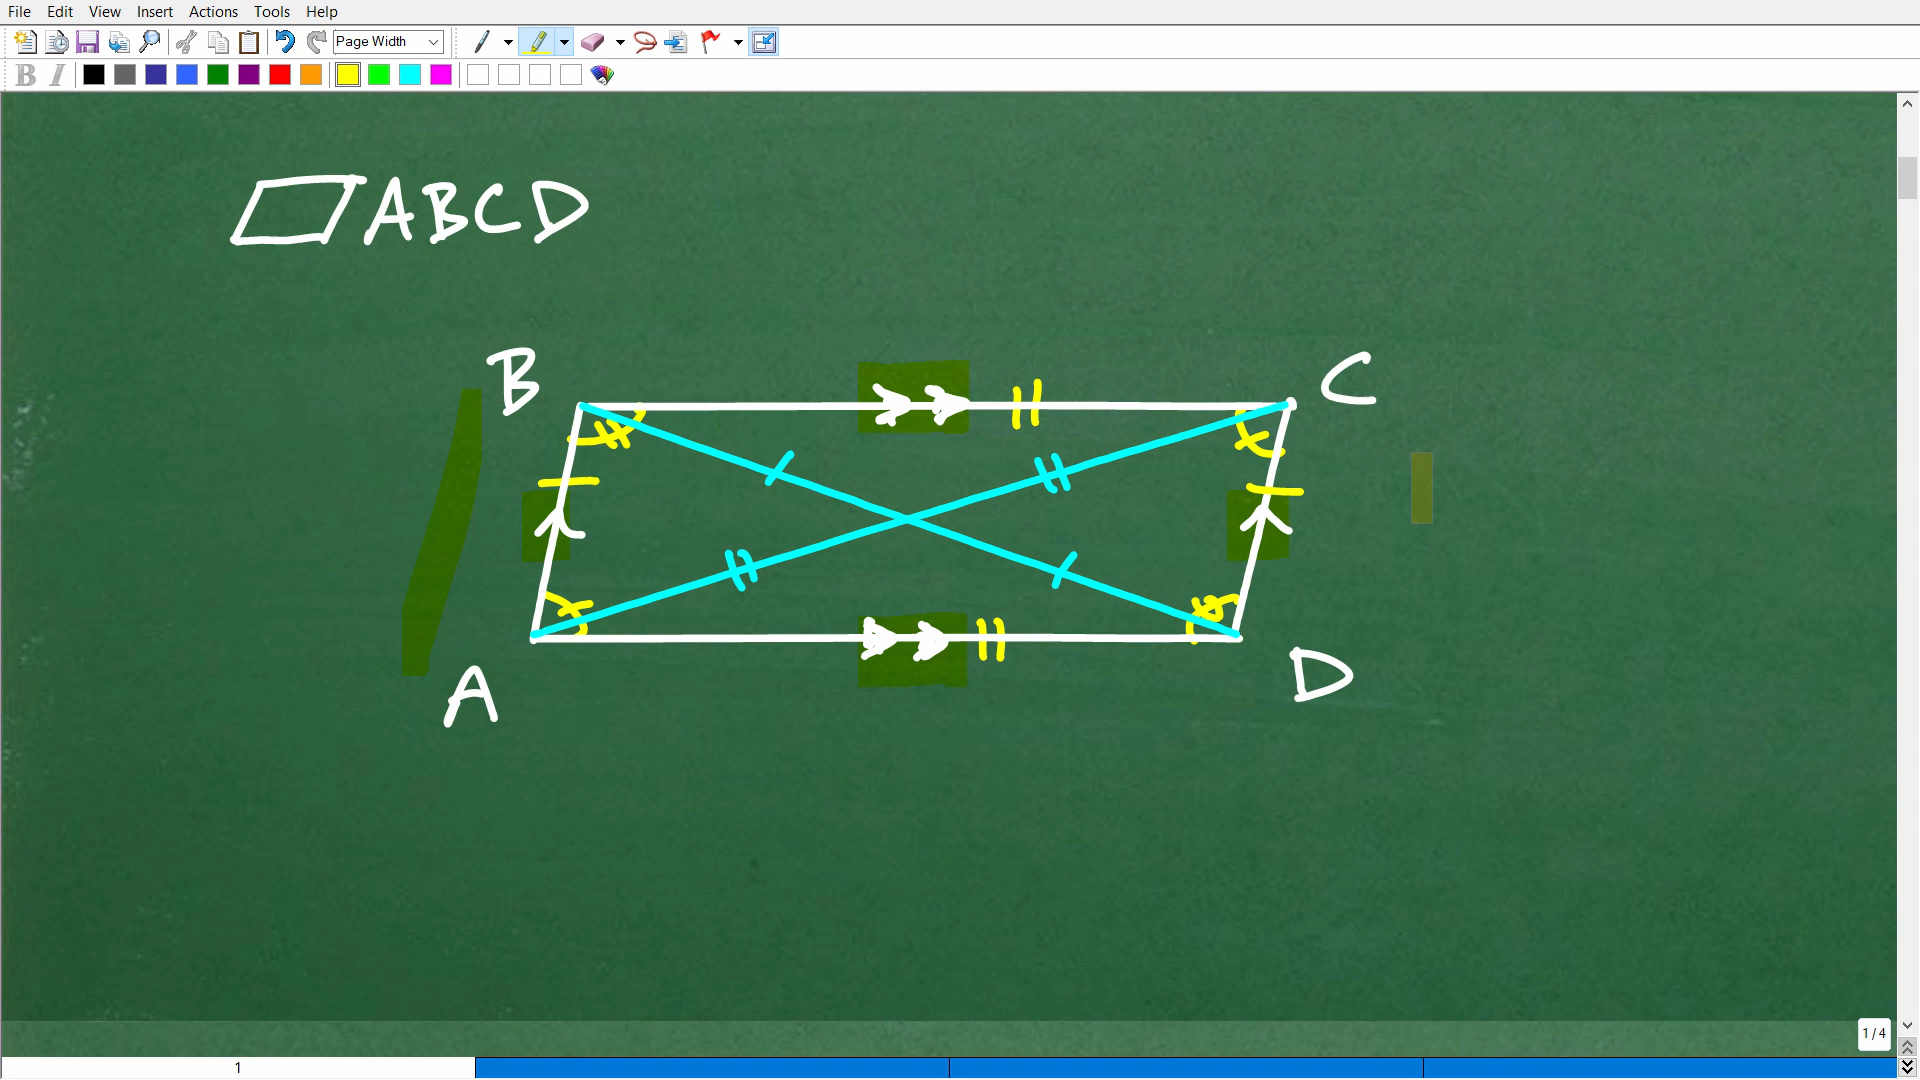 File Edit View Insert Actions Tools Help
Page Width
B I
▱ABCD
B C
A D
1 / 4
1